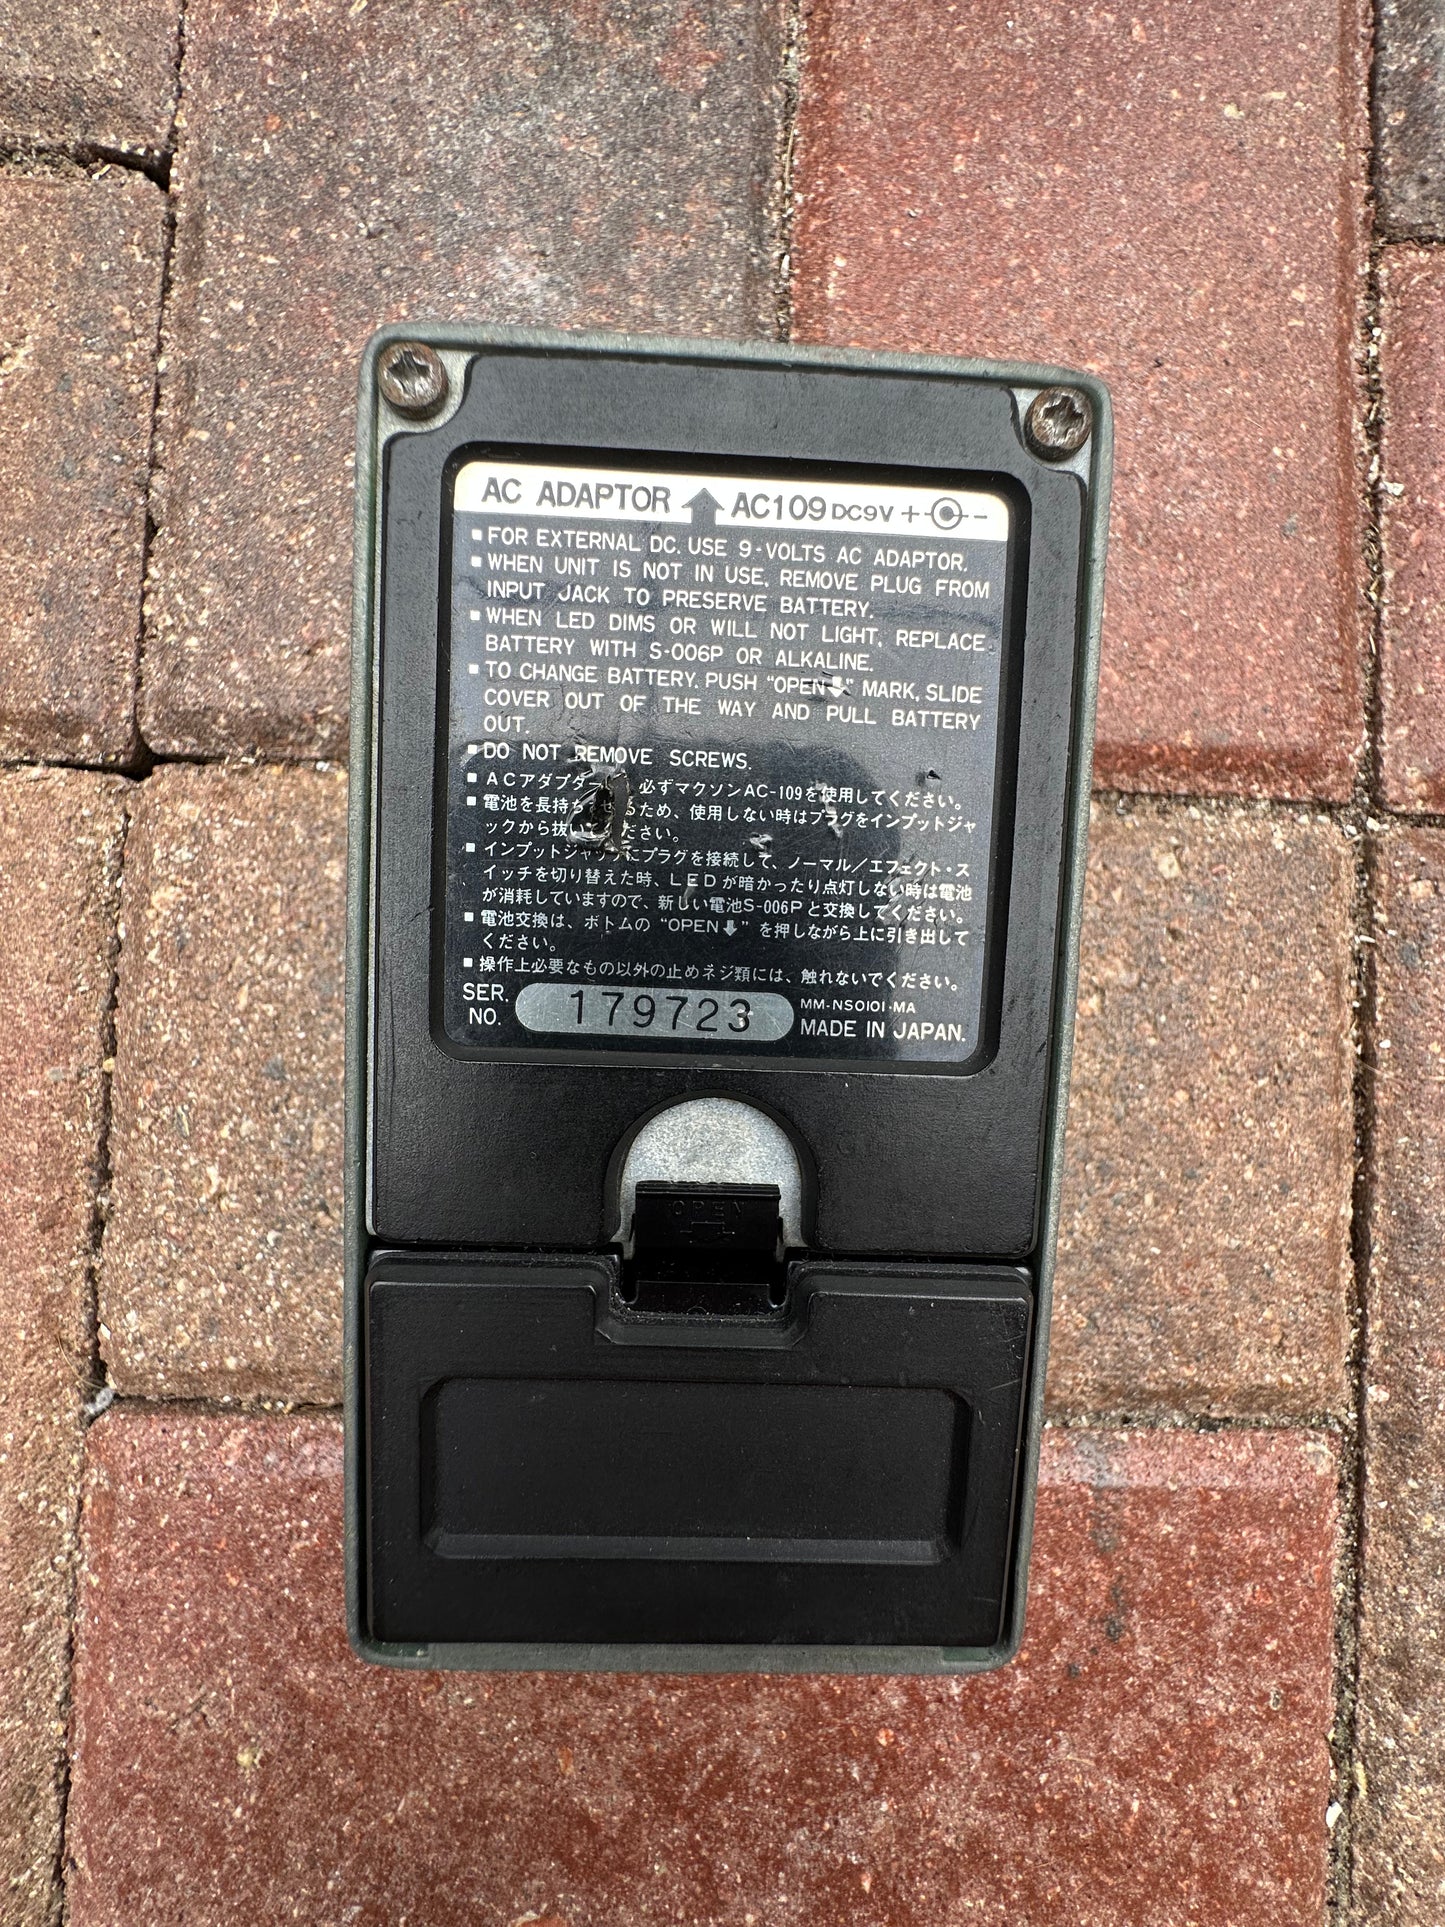 AC ADAPTOR AC109 DC9V + -
▪ FOR EXTERNAL DC. USE 9-VOLTS AC ADAPTOR.
▪ WHEN UNIT IS NOT IN USE, REMOVE PLUG FROM
INPUT JACK TO PRESERVE BATTERY.
▪ WHEN LED DIMS OR WILL NOT LIGHT, REPLACE
BATTERY WITH S-006P OR ALKALINE.
▪ TO CHANGE BATTERY, PUSH “OPEN⬇” MARK, SLIDE
COVER OUT OF THE WAY AND PULL BATTERY
OUT.
▪ DO NOT REMOVE SCREWS.
▪ ACアダプター 必ずマクソンAC-109を使用してください。
▪ 電池を長持ちさせるため、使用しない時はプラグをインプットジャ
ックから抜い ださい。
▪ インプットジャックにプラグを接続して、ノーマル/エフェクト・ス
イッチを切り替えた時、LEDが暗かったり点灯しない時は電池
が消耗していますので、新しい電池S-006Pと交換してください。
▪ 電池交換は、ボトムの “OPEN⬇” を押しながら上に引き出して
ください。
▪ 操作上必要なもの以外の止めネジ類には、触れないでください。
SER. NO. 179723
MM-NS0101-MA
MADE IN JAPAN.
OPEN